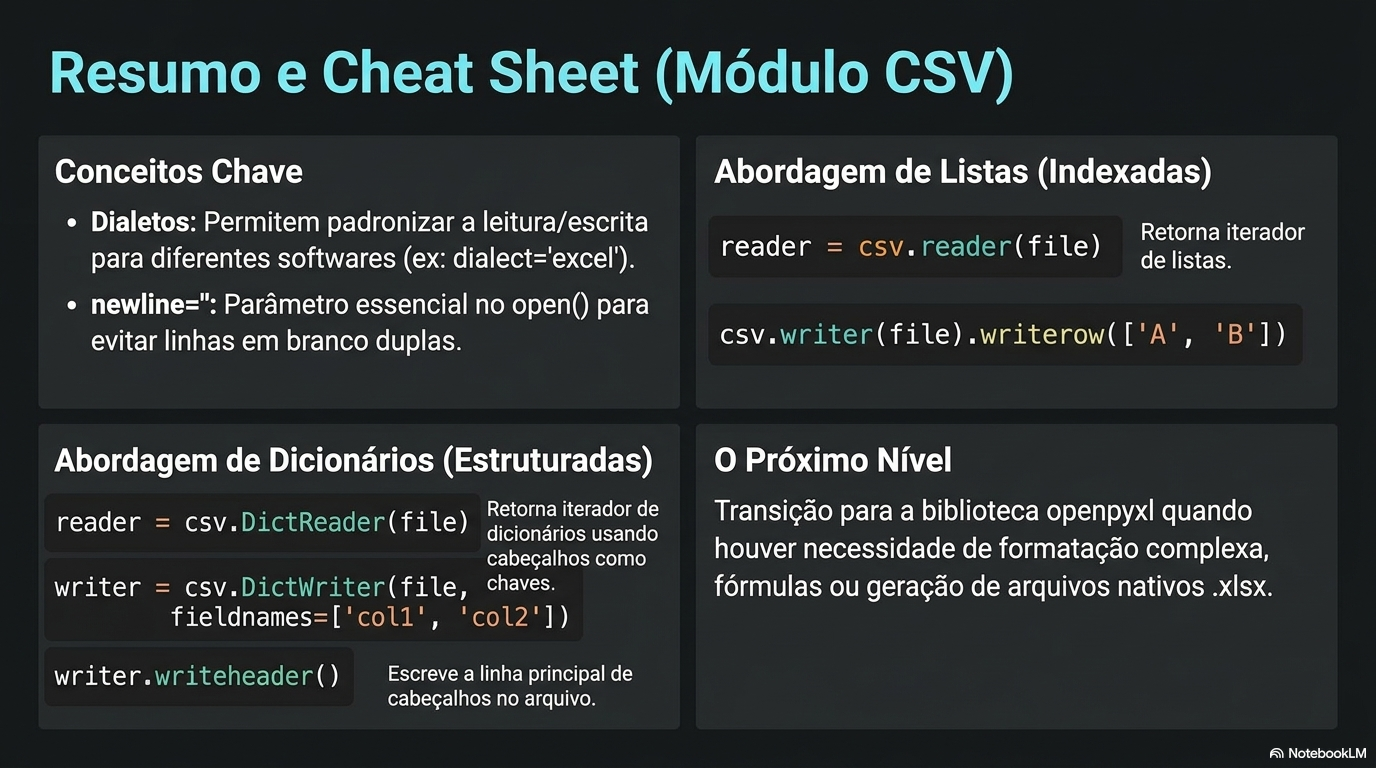 Resumo e Cheat Sheet (Módulo CSV)
Conceitos Chave
• Dialetos: Permitem padronizar a leitura/escrita
para diferentes softwares (ex: dialect='excel').
• newline='': Parâmetro essencial no open() para
evitar linhas em branco duplas.
Abordagem de Listas (Indexadas)
reader = csv.reader(file)
Retorna iterador
de listas.
csv.writer(file).writerow(['A', 'B'])
Abordagem de Dicionários (Estruturadas)
reader = csv.DictReader(file)
Retorna iterador de
dicionários usando
cabeçalhos como
chaves.
writer = csv.DictWriter(file,
fieldnames=['col1', 'col2'])
writer.writeheader()
Escreve a linha principal de
cabeçalhos no arquivo.
O Próximo Nível
Transição para a biblioteca openpyxl quando
houver necessidade de formatação complexa,
fórmulas ou geração de arquivos nativos .xlsx.
NotebookLM